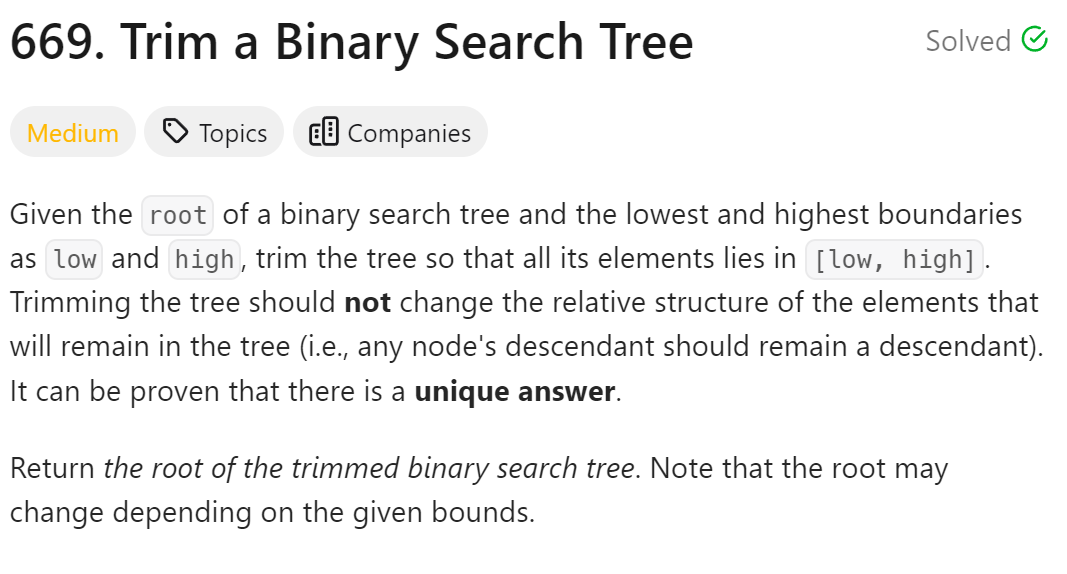 669. Trim a Binary Search Tree
Solved
Medium
Topics
Companies
Given the root of a binary search tree and the lowest and highest boundaries
as low and high, trim the tree so that all its elements lies in [low, high].
Trimming the tree should not change the relative structure of the elements that
will remain in the tree (i.e., any node's descendant should remain a descendant).
It can be proven that there is a unique answer.
Return the root of the trimmed binary search tree. Note that the root may
change depending on the given bounds.